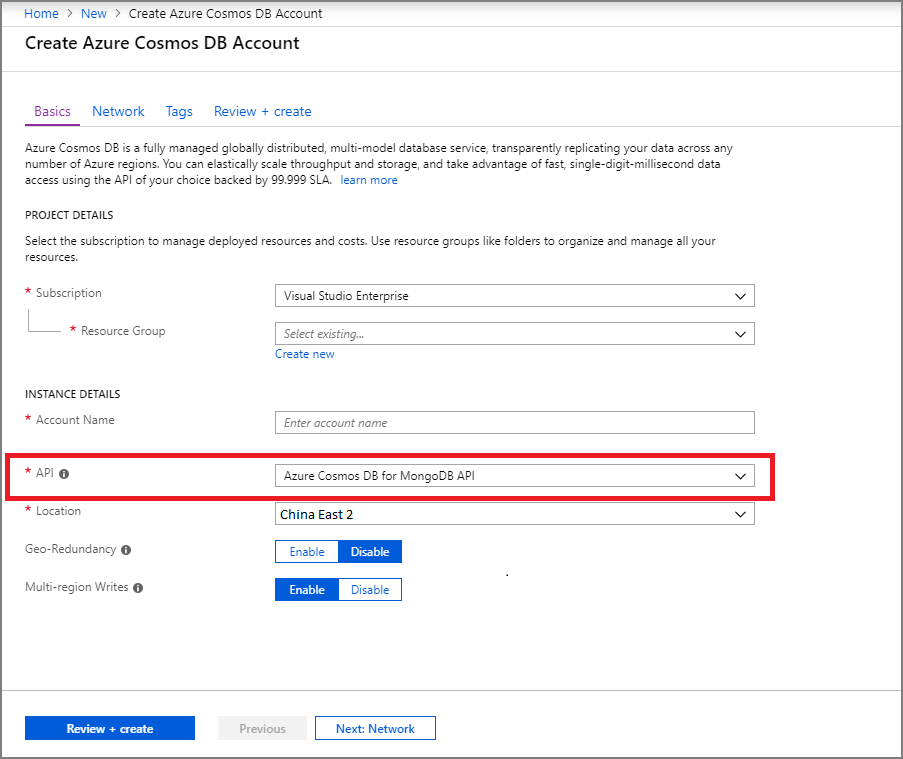 Home > New > Create Azure Cosmos DB Account
Create Azure Cosmos DB Account
Basics Network Tags Review + create
Azure Cosmos DB is a fully managed globally distributed, multi-model database service, transparently replicating your data across any
number of Azure regions. You can elastically scale throughput and storage, and take advantage of fast, single-digit-millisecond data
access using the API of your choice backed by 99.999 SLA. learn more
PROJECT DETAILS
Select the subscription to manage deployed resources and costs. Use resource groups like folders to organize and manage all your
resources.
* Subscription Visual Studio Enterprise
* Resource Group Select existing...
Create new
INSTANCE DETAILS
* Account Name Enter account name
* API Azure Cosmos DB for MongoDB API
* Location China East 2
Geo-Redundancy Enable Disable
Multi-region Writes Enable Disable
Review + create Previous Next: Network